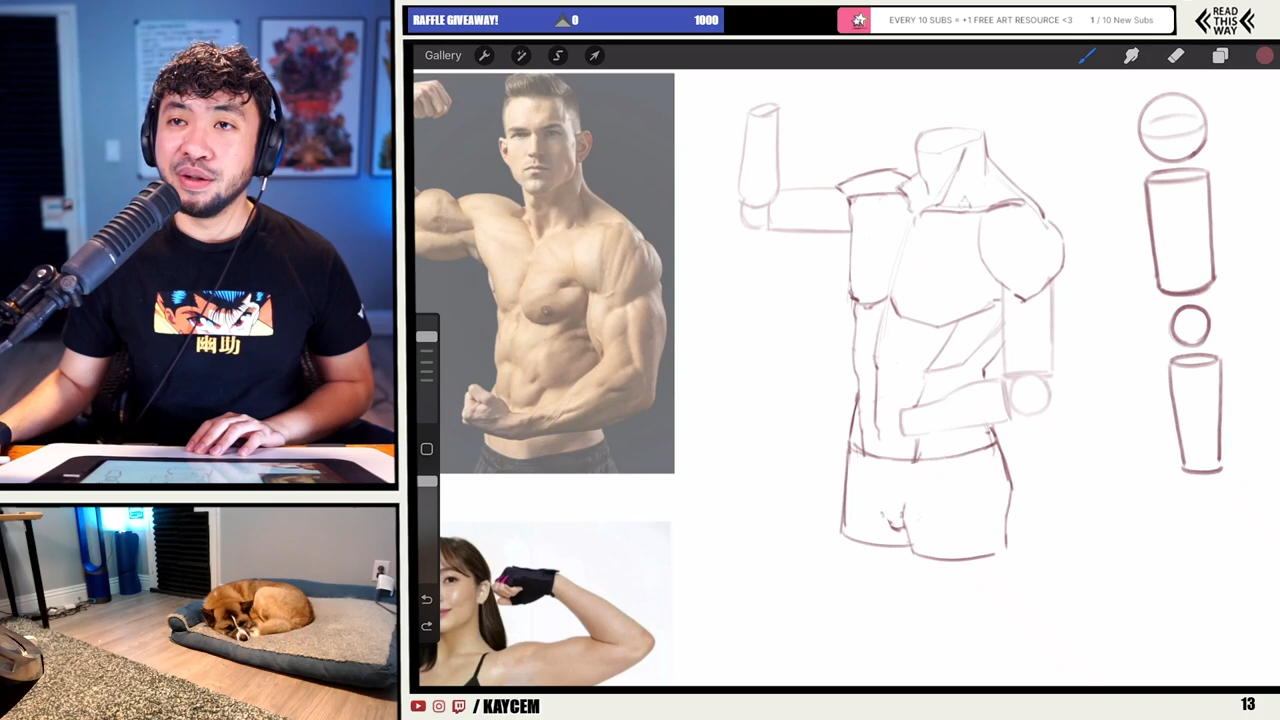 RAFFLE GIVEAWAY!
0
1000
EVERY 10 SUBS = +1 FREE ART RESOURCE <3
1 / 10 New Subs
READ
THIS
WAY
Gallery
幽助
/ KAYCEM
13